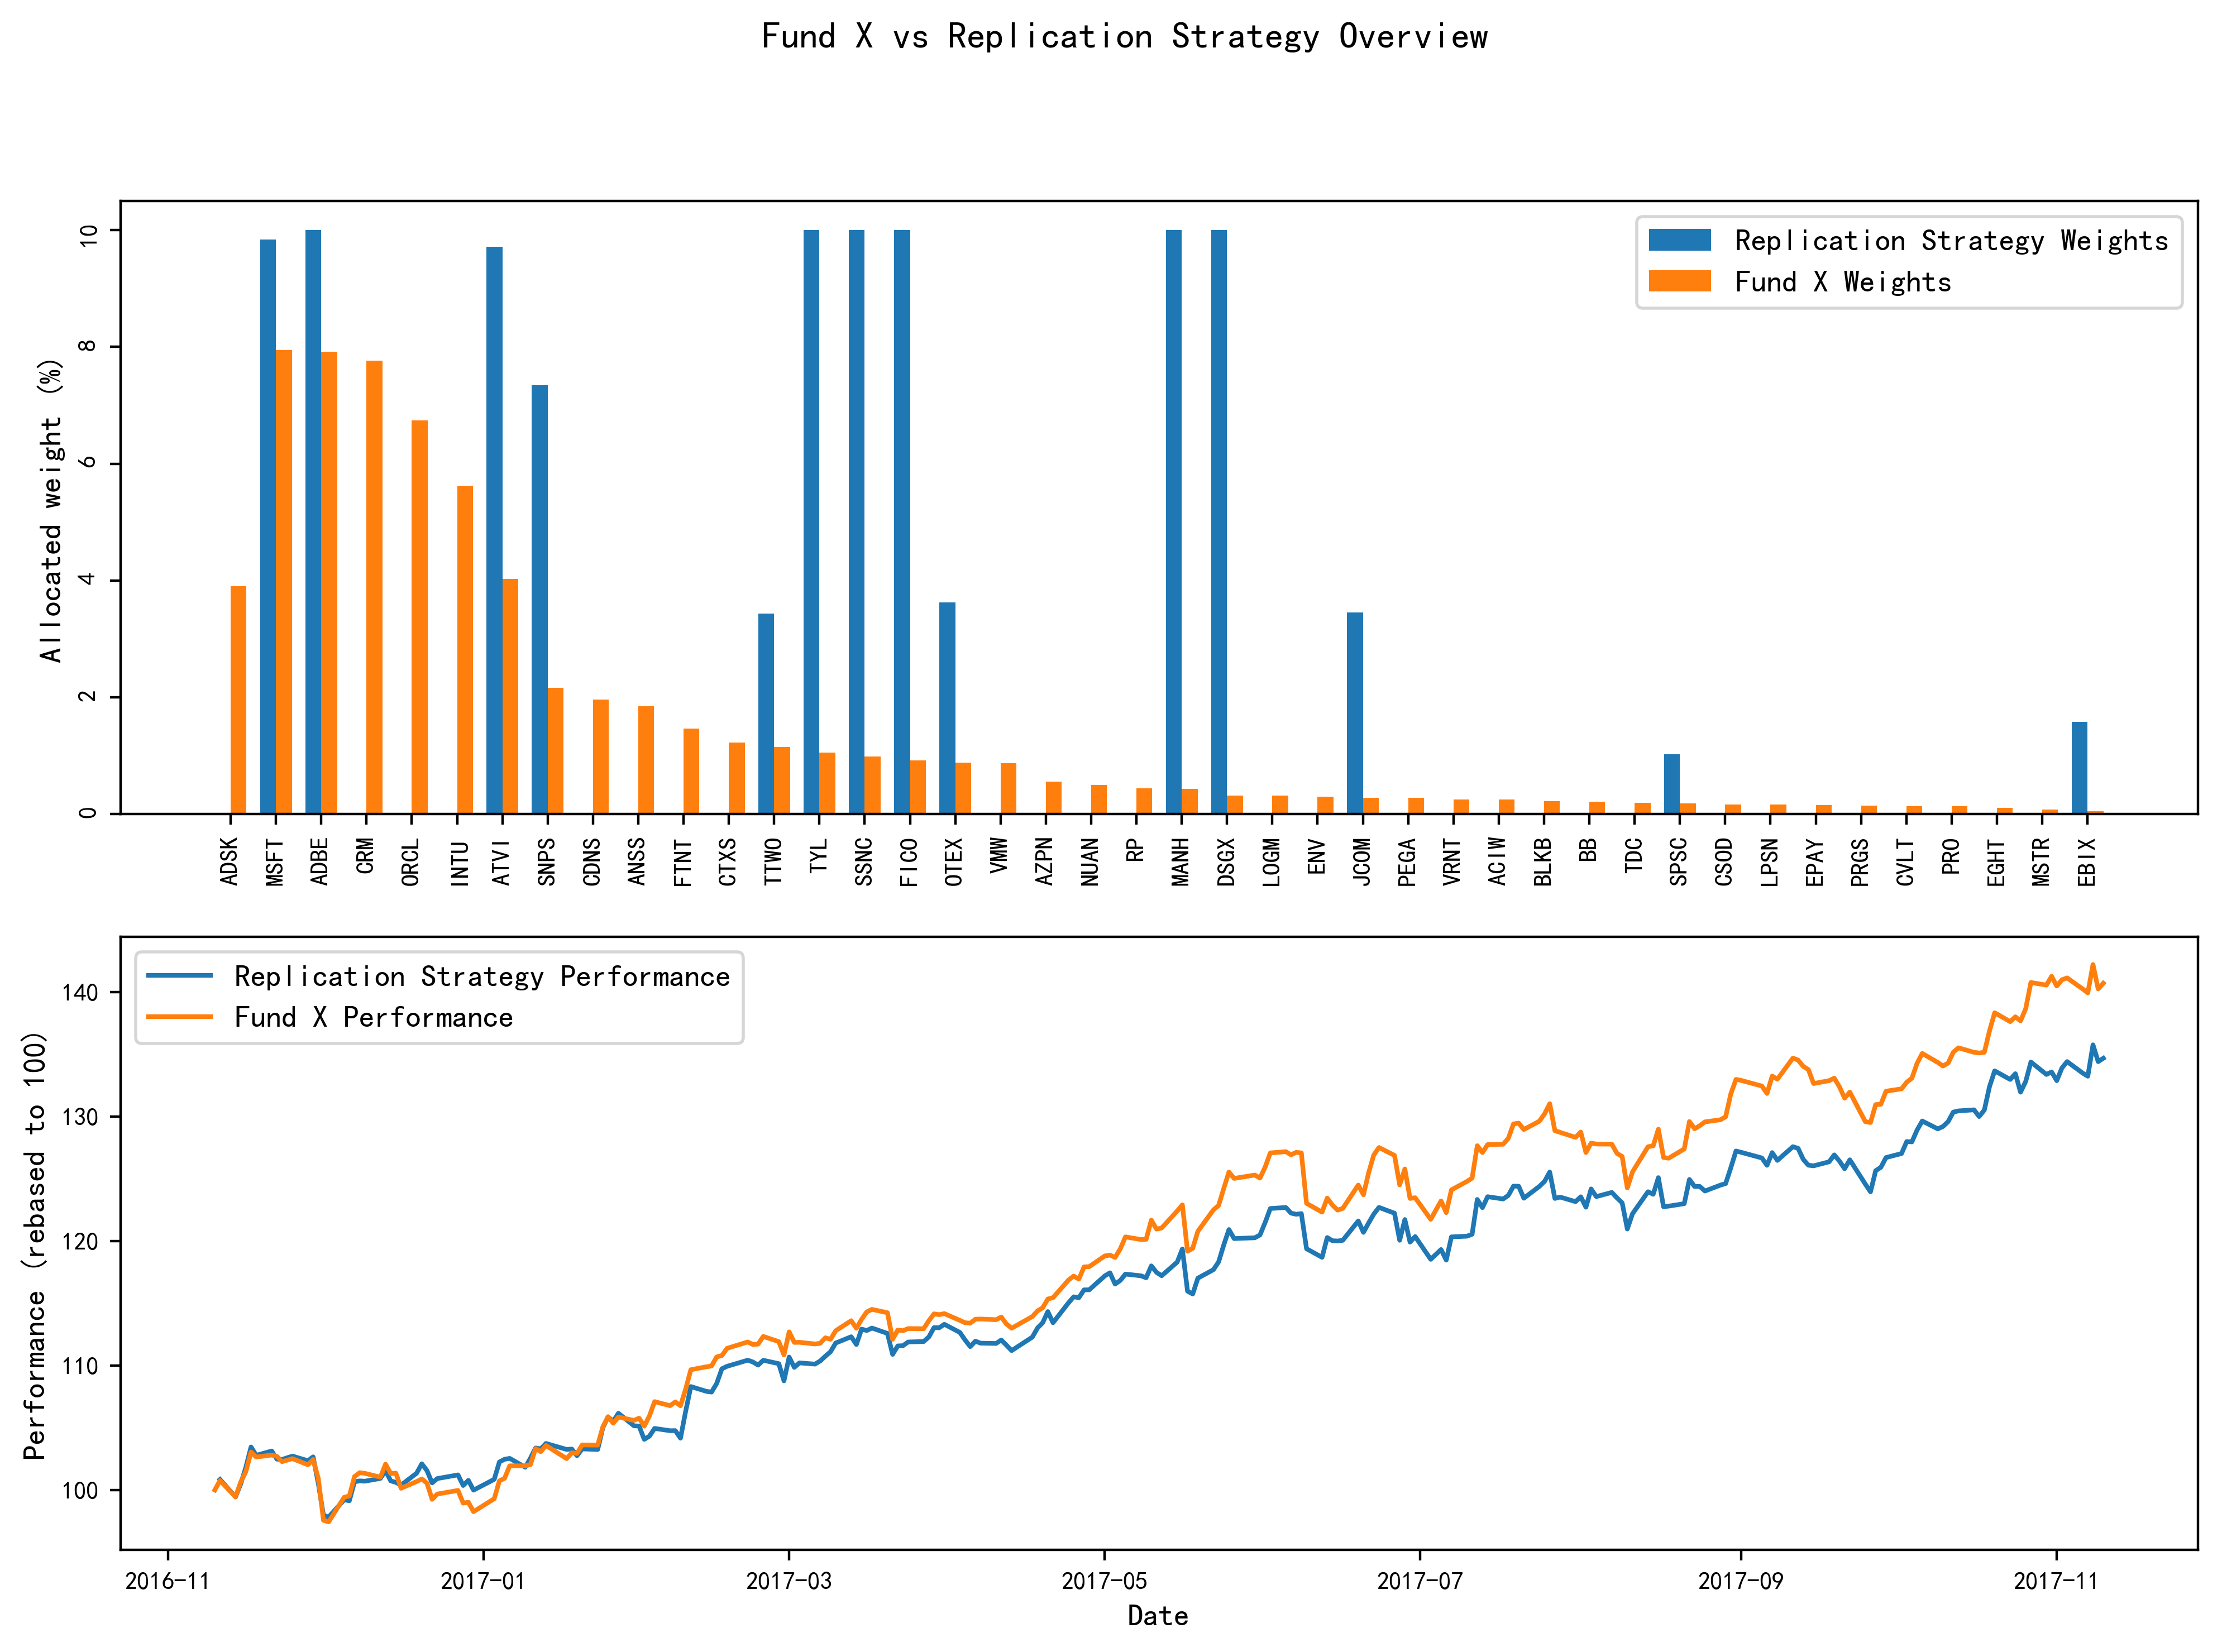 Fund X vs Replication Strategy Overview
Allocated weight (%)
10
8
6
4
2
0
Replication Strategy Weights
Fund X Weights
ADSK MSFT ADBE CRM ORCL INTU ATVI SNPS CDNS ANSS FTNT CTXS TTWO TYL SSNC FICO OTEX VMW AZPN NUAN RP MANH DSGX LOGM ENV JCOM PEGA VRNT ACIW BLKB BB TDC SPSC CSOD LPSN EPAY PRGS CVLT PRO EGHT MSTR EBIX
Performance (rebased to 100)
140
130
120
110
100
Replication Strategy Performance
Fund X Performance
2016-11 2017-01 2017-03 2017-05 2017-07 2017-09 2017-11
Date